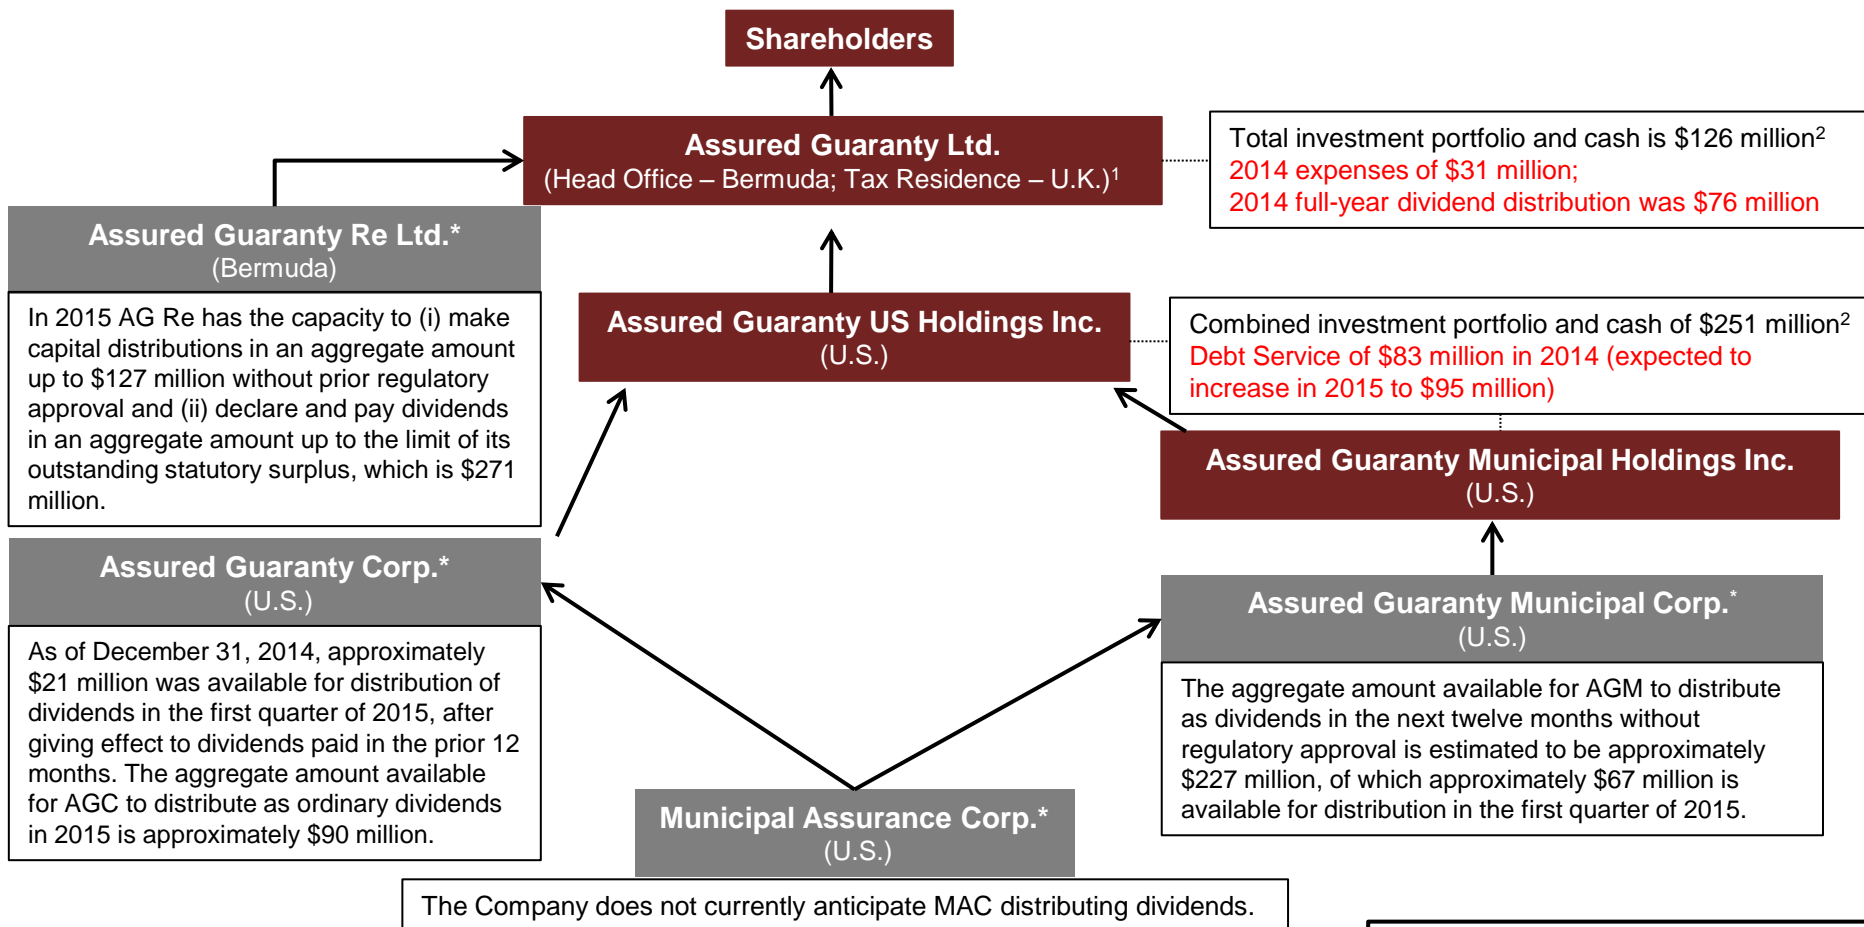 Shareholders
Assured Guaranty Ltd.
(Head Office – Bermuda; Tax Residence – U.K.)¹
Total investment portfolio and cash is $126 million²
2014 expenses of $31 million;
2014 full-year dividend distribution was $76 million
Assured Guaranty Re Ltd.*
(Bermuda)
In 2015 AG Re has the capacity to (i) make
capital distributions in an aggregate amount
up to $127 million without prior regulatory
approval and (ii) declare and pay dividends
in an aggregate amount up to the limit of its
outstanding statutory surplus, which is $271
million.
Assured Guaranty US Holdings Inc.
(U.S.)
Combined investment portfolio and cash of $251 million²
Debt Service of $83 million in 2014 (expected to
increase in 2015 to $95 million)
Assured Guaranty Municipal Holdings Inc.
(U.S.)
Assured Guaranty Corp.*
(U.S.)
As of December 31, 2014, approximately
$21 million was available for distribution of
dividends in the first quarter of 2015, after
giving effect to dividends paid in the prior 12
months. The aggregate amount available
for AGC to distribute as ordinary dividends
in 2015 is approximately $90 million.
Assured Guaranty Municipal Corp.*
(U.S.)
The aggregate amount available for AGM to distribute
as dividends in the next twelve months without
regulatory approval is estimated to be approximately
$227 million, of which approximately $67 million is
available for distribution in the first quarter of 2015.
Municipal Assurance Corp.*
(U.S.)
The Company does not currently anticipate MAC distributing dividends.